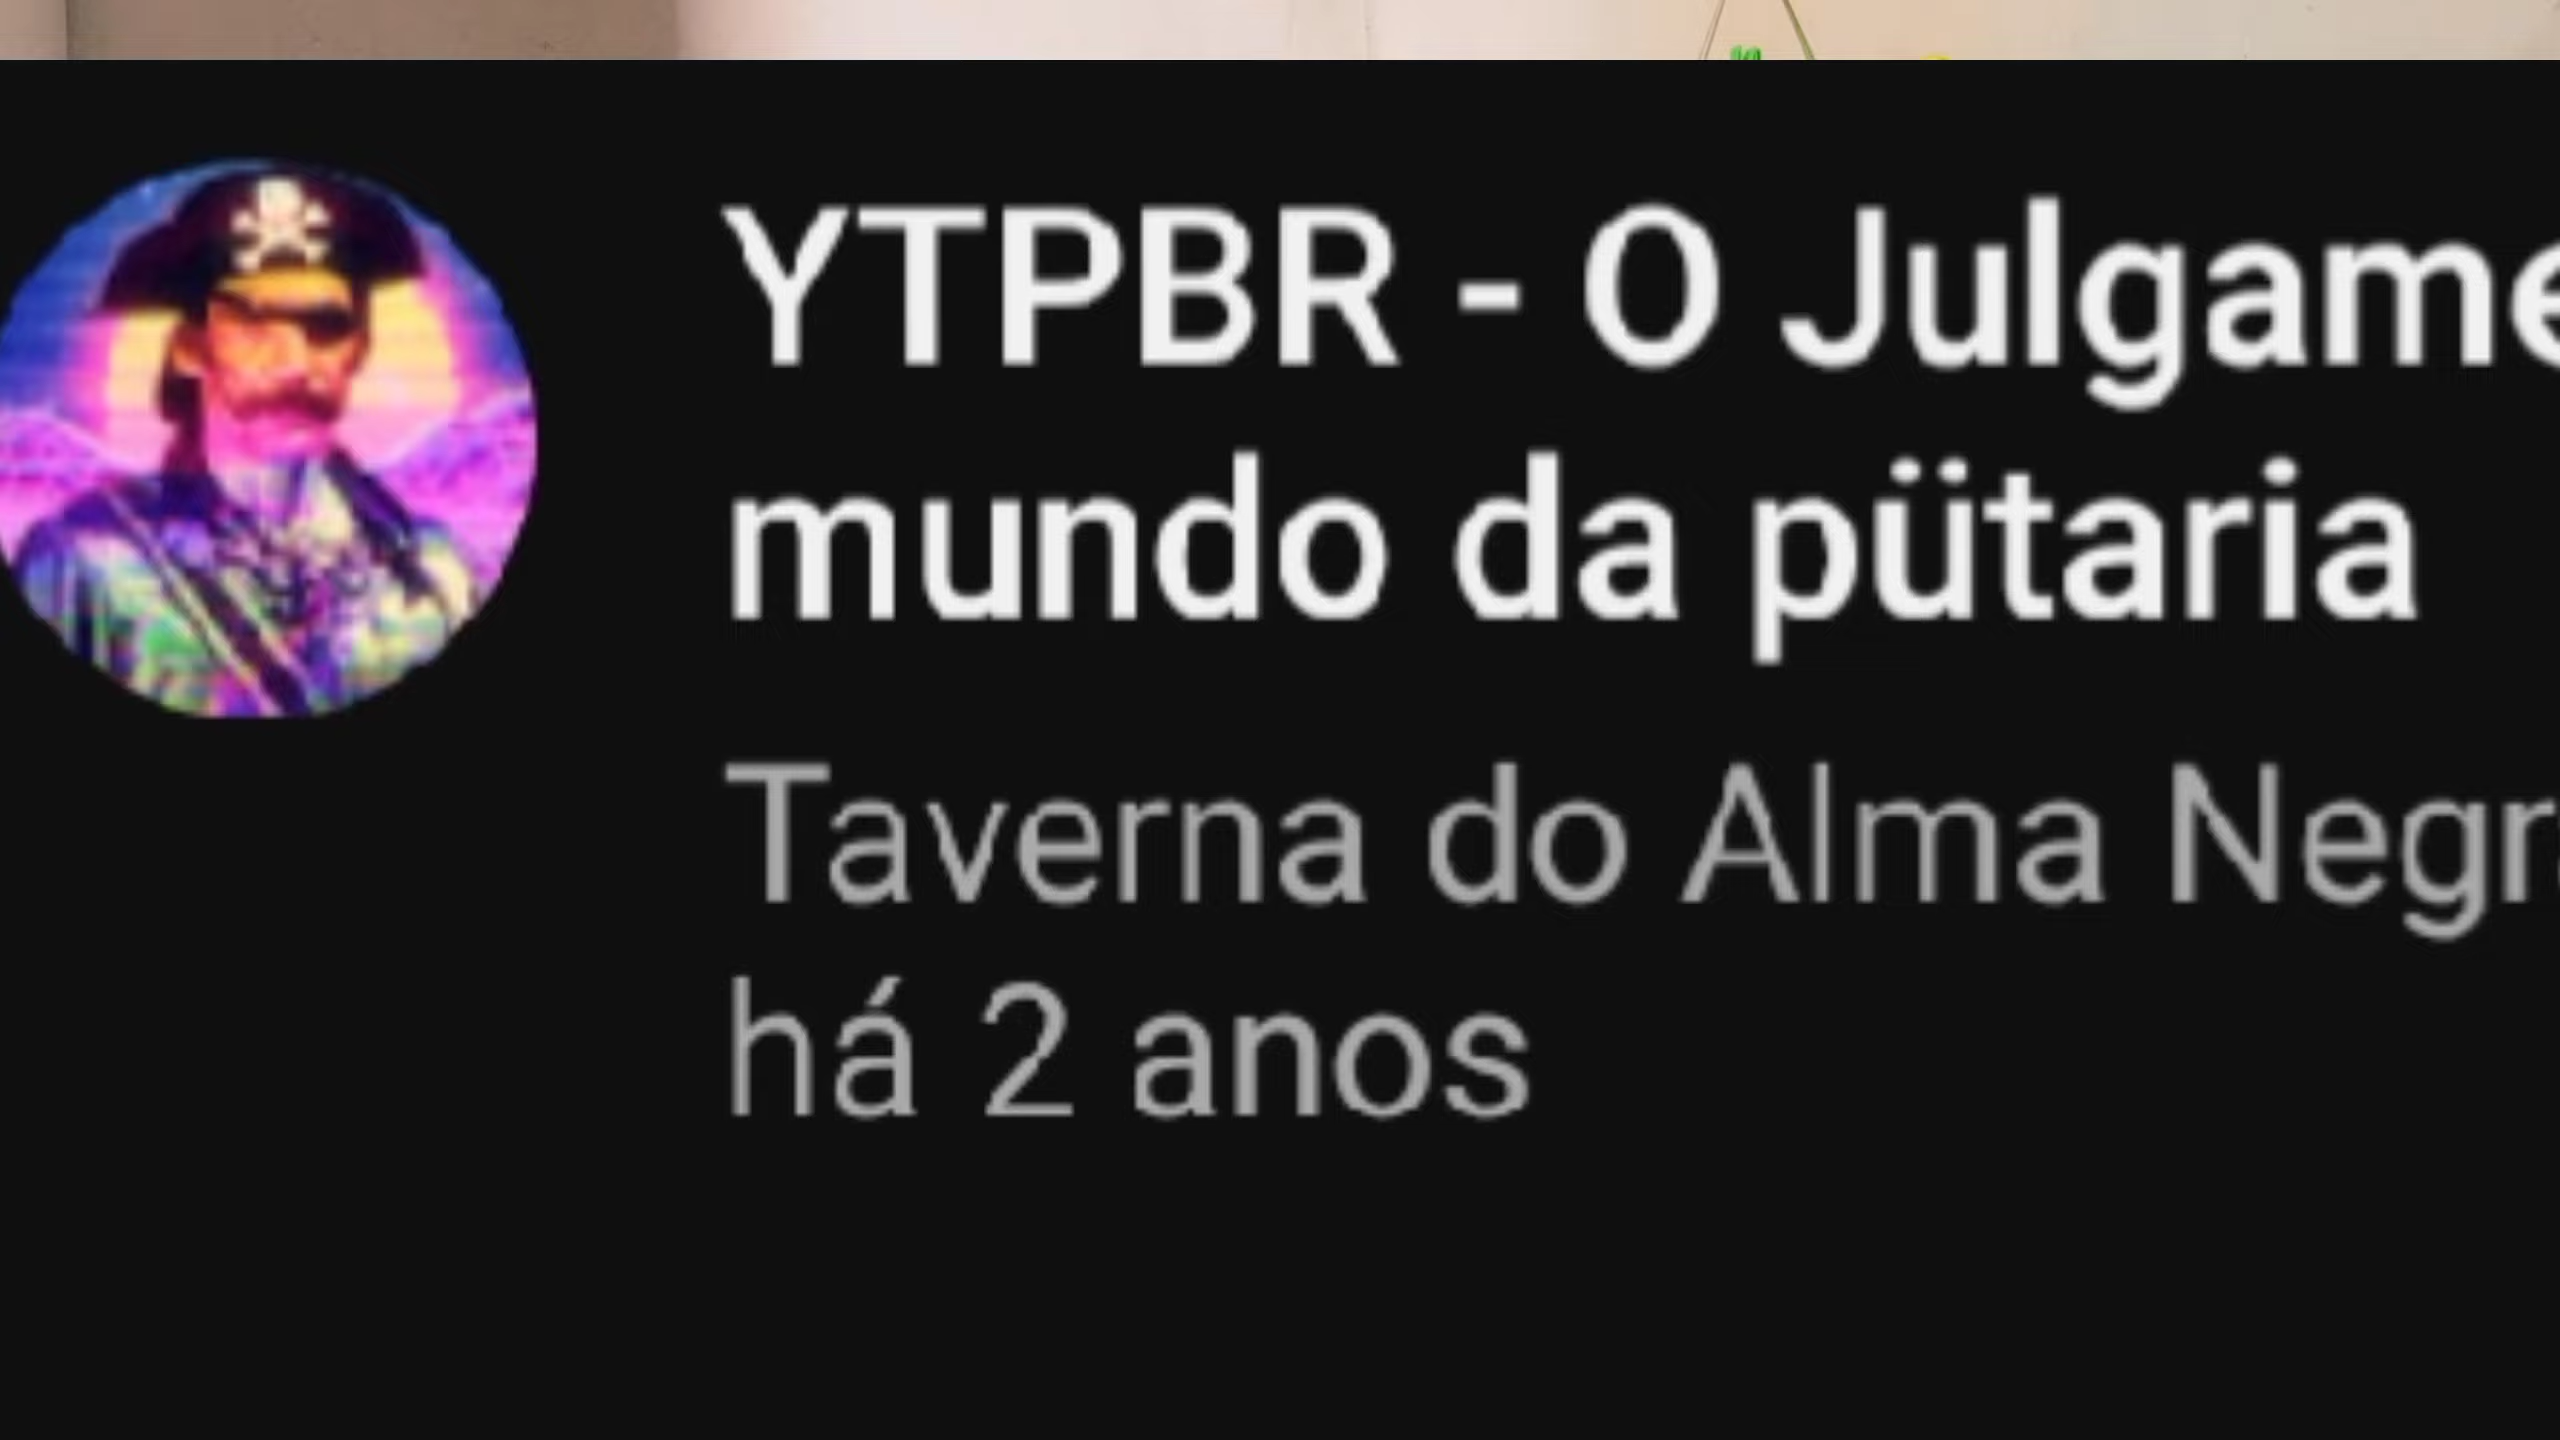 YTPBR - O Julgame
mundo da pütaria
Taverna do Alma Negr
há 2 anos